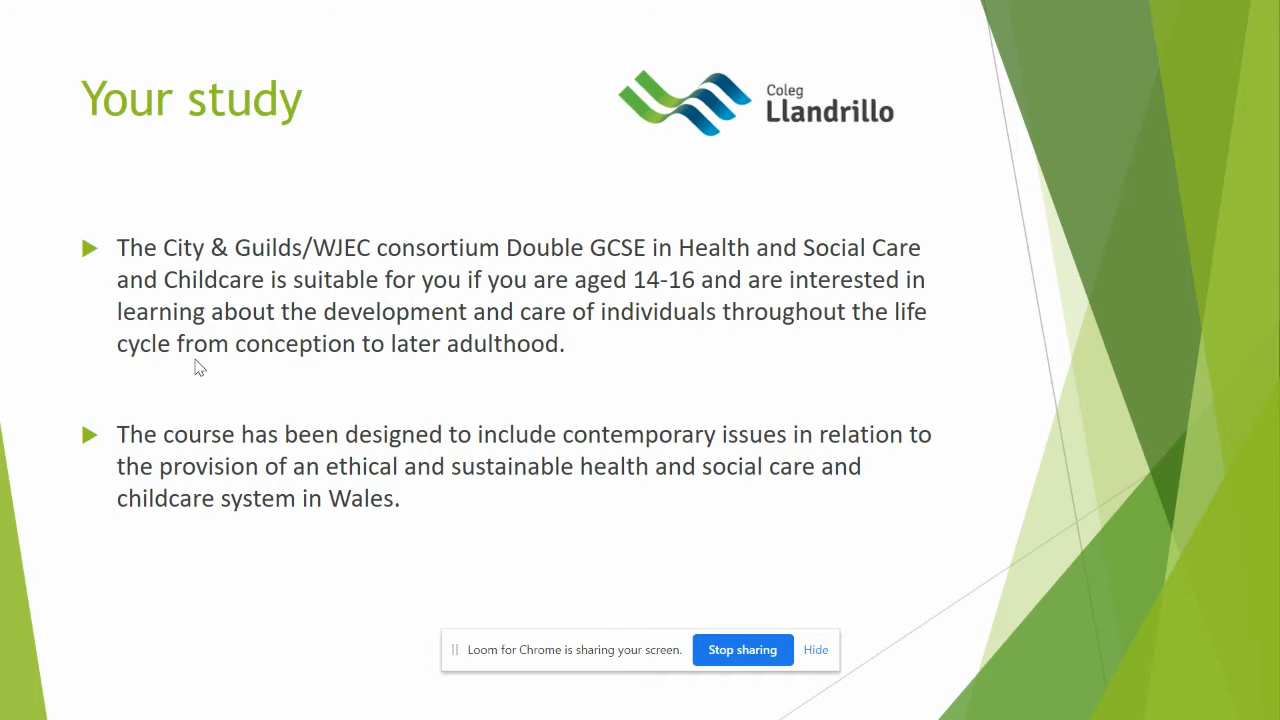 Your study
Coleg
Llandrillo
The City & Guilds/WJEC consortium Double GCSE in Health and Social Care
and Childcare is suitable for you if you are aged 14-16 and are interested in
learning about the development and care of individuals throughout the life
cycle from conception to later adulthood.
The course has been designed to include contemporary issues in relation to
the provision of an ethical and sustainable health and social care and
childcare system in Wales.
Loom for Chrome is sharing your screen.
Stop sharing
Hide